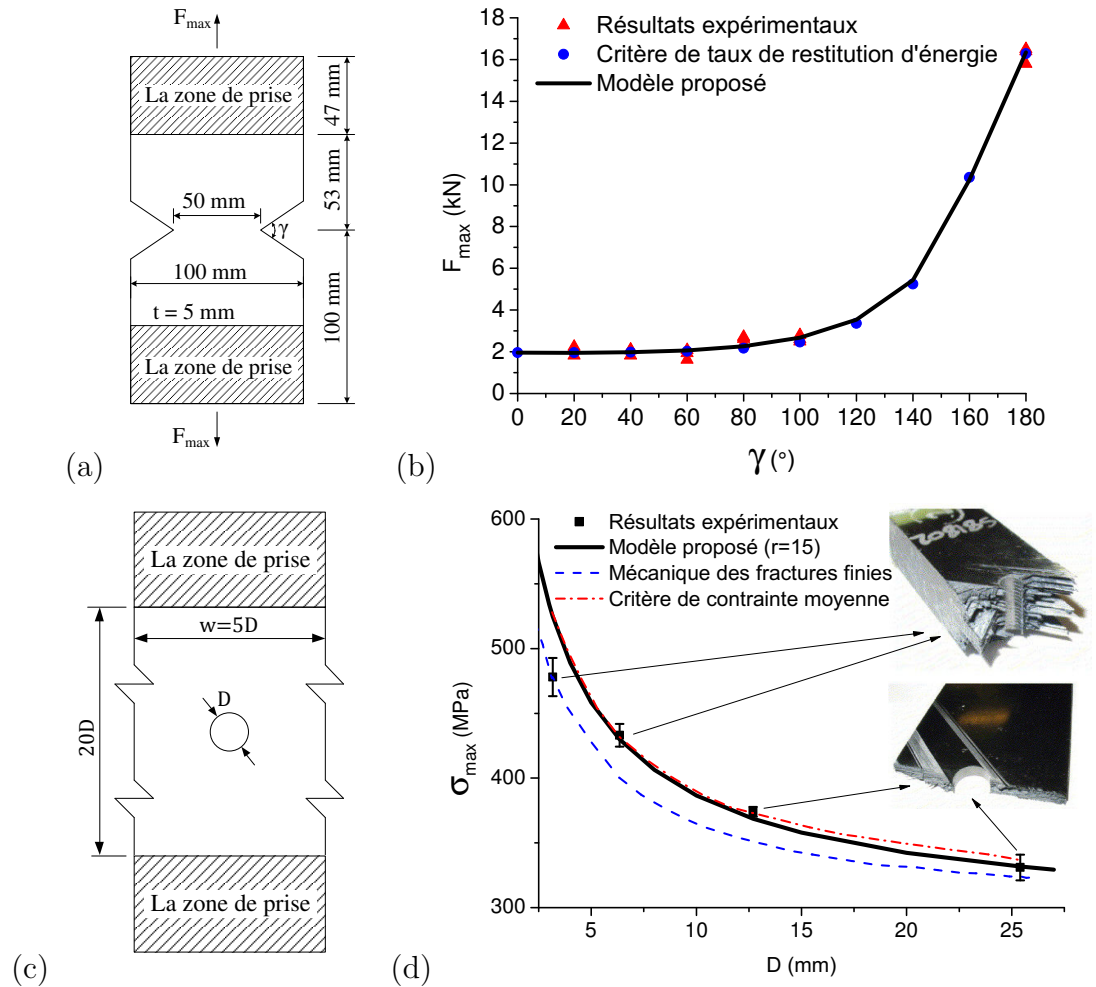 F_max
La zone de prise
47 mm
53 mm
50 mm
γ
100 mm
100 mm
t = 5 mm
La zone de prise
F_max
(a)
Résultats expérimentaux
Critère de taux de restitution d'énergie
Modèle proposé
18
16
14
12
10
8
6
4
2
0
F_max (kN)
0 20 40 60 80 100 120 140 160 180
γ (°)
(b)
La zone de prise
w=5D
D
20D
La zone de prise
(c)
Résultats expérimentaux
Modèle proposé (r=15)
Mécanique des fractures finies
Critère de contrainte moyenne
600
500
400
300
σ_max (MPa)
5 10 15 20 25
D (mm)
(d)